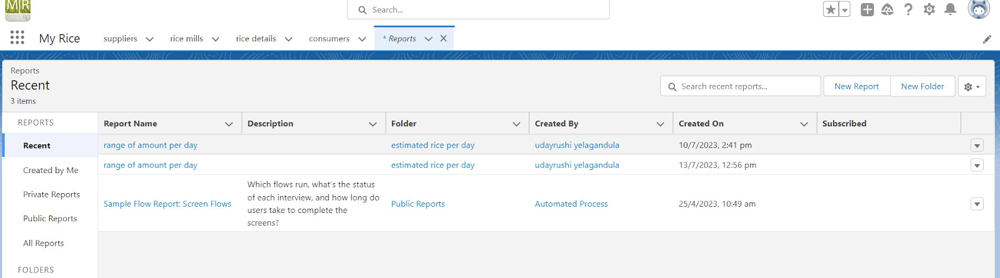 M R
Search...
My Rice
suppliers
rice mills
rice details
consumers
* Reports
Reports
Recent
3 items
Search recent reports...
New Report
New Folder
REPORTS
Report Name
Description
Folder
Created By
Created On
Subscribed
Recent
range of amount per day
estimated rice per day
udayrushi yelagandula
10/7/2023, 2:41 pm
range of amount per day
estimated rice per day
udayrushi yelagandula
13/7/2023, 12:56 pm
Created by Me
Private Reports
Public Reports
All Reports
FOLDERS
Sample Flow Report: Screen Flows
Which flows run, what's the status
of each interview, and how long do
users take to complete the
screens?
Public Reports
Automated Process
25/4/2023, 10:49 am